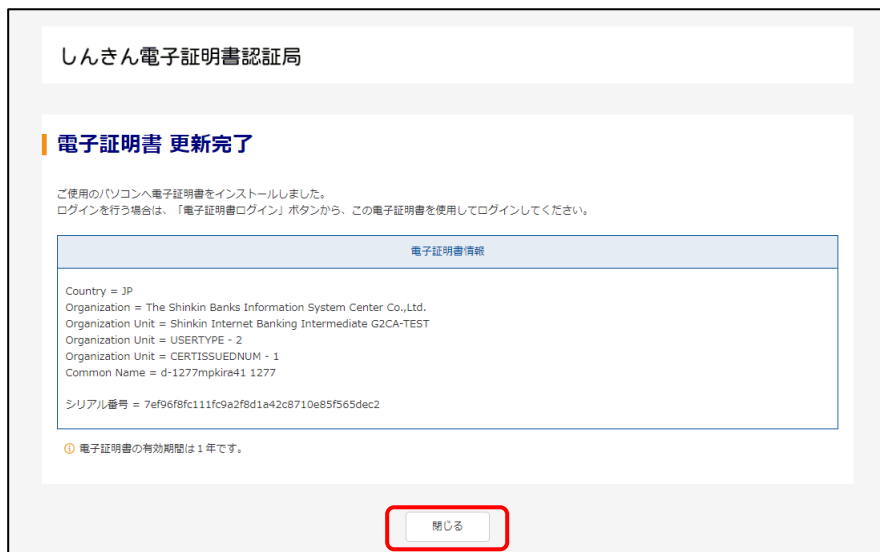 しんきん電子証明書認証局
電子証明書 更新完了
ご使用のパソコンへ電子証明書をインストールしました。
ログインを行う場合は、「電子証明書ログイン」ボタンから、この電子証明書を使用してログインしてください。
電子証明書情報
Country = JP
Organization = The Shinkin Banks Information System Center Co.,Ltd.
Organization Unit = Shinkin Internet Banking Intermediate G2CA-TEST
Organization Unit = USERTYPE - 2
Organization Unit = CERTISSUEDNUM - 1
Common Name = d-1277mpkira41 1277
シリアル番号 = 7ef96f8fc111fc9a2f8d1a42c8710e85f565dec2
電子証明書の有効期間は1年です。
閉じる